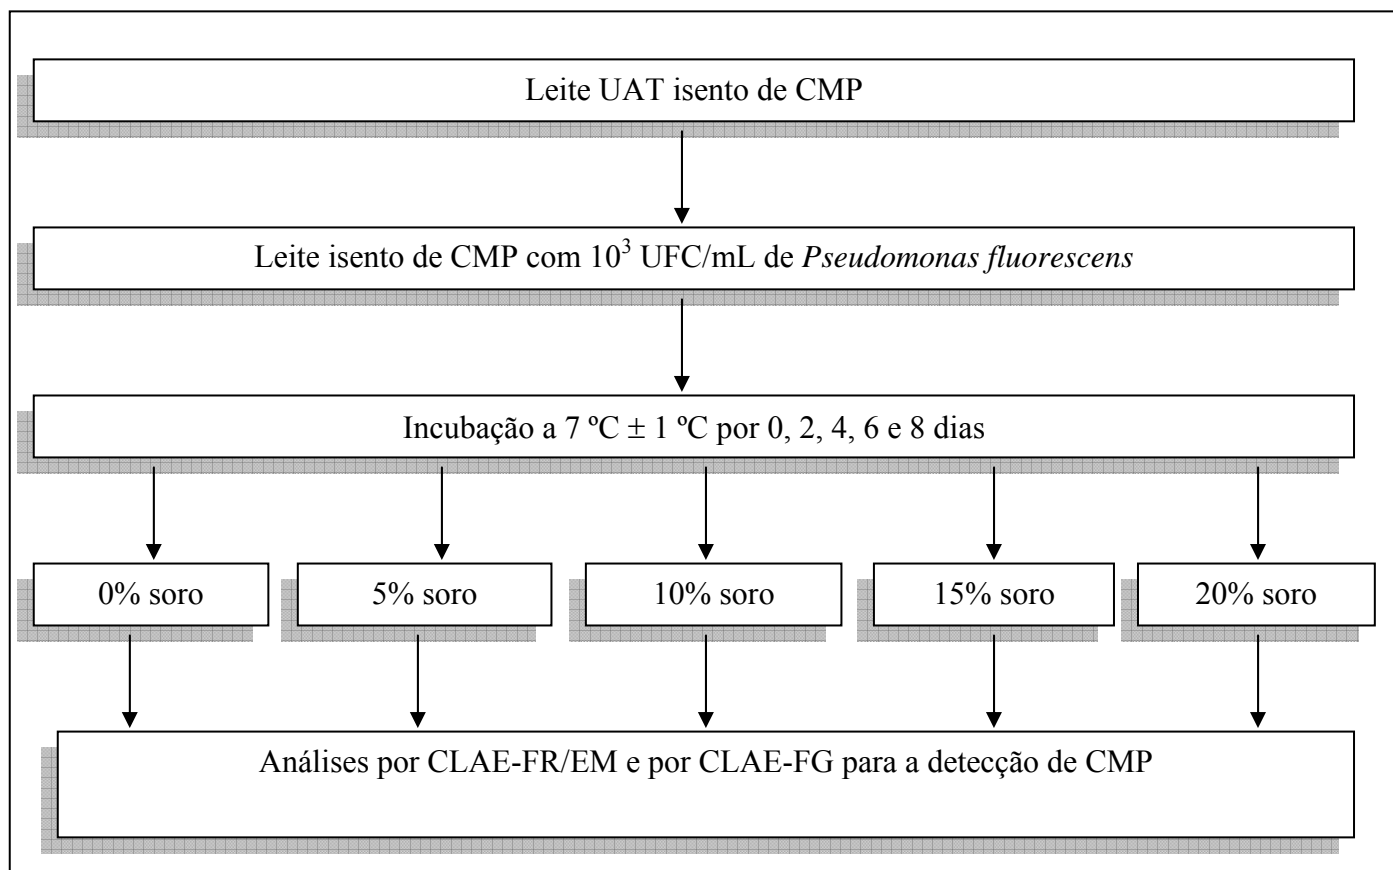 Leite UAT isento de CMP
Leite isento de CMP com 10³ UFC/mL de Pseudomonas fluorescens
Incubação a 7 ºC ± 1 ºC por 0, 2, 4, 6 e 8 dias
0% soro
5% soro
10% soro
15% soro
20% soro
Análises por CLAE-FR/EM e por CLAE-FG para a detecção de CMP